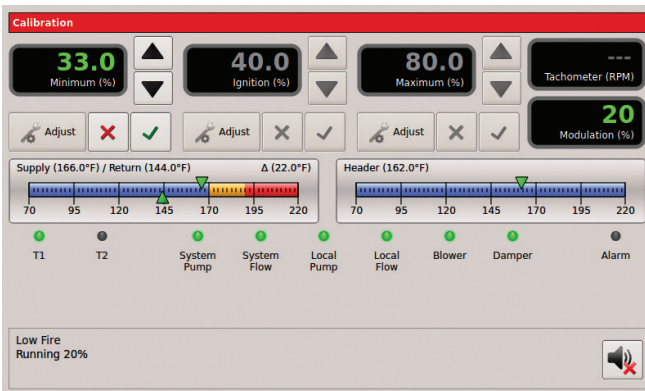 Calibration
33.0
Minimum (%)
40.0
Ignition (%)
80.0
Maximum (%)
---
Tachometer (RPM)
Adjust
Adjust
Adjust
20
Modulation (%)
Supply (166.0°F) / Return (144.0°F) Δ (22.0°F)
70 95 120 145 170 195 220
Header (162.0°F)
70 95 120 145 170 195 220
T1
T2
System
Pump
System
Flow
Local
Pump
Local
Flow
Blower
Damper
Alarm
Low Fire
Running 20%